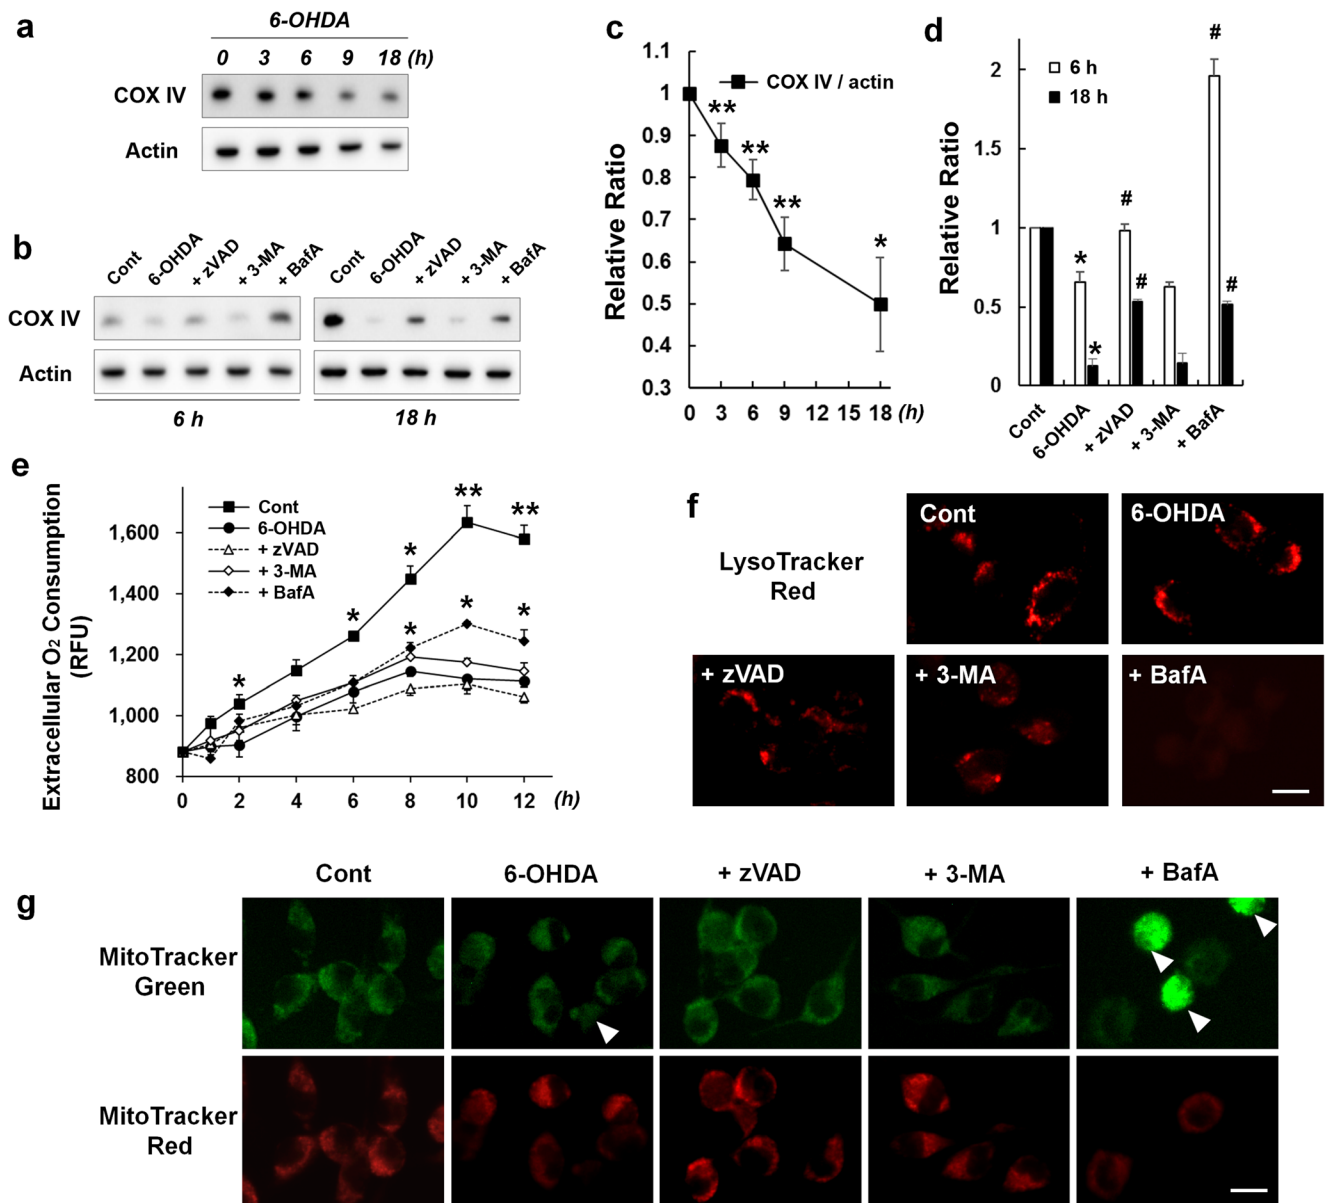 a
6-OHDA
0 3 6 9 18 (h)
COX IV
Actin
b
Cont 6-OHDA + zVAD + 3-MA + BafA Cont 6-OHDA + zVAD + 3-MA + BafA
COX IV
Actin
6 h 18 h
c
COX IV / actin
Relative Ratio
1.1
1
0.9
0.8
0.7
0.6
0.5
0.4
0.3
** ** ** *
0 3 6 9 12 15 18 (h)
d
6 h
18 h
Relative Ratio
2
1.5
1
0.5
0
* * # # # #
Cont 6-OHDA + zVAD + 3-MA + BafA
e
Extracellular O2 Consumption
(RFU)
Cont
6-OHDA
+ zVAD
+ 3-MA
+ BafA
1,600
1,400
1,200
1,000
800
* * * * ** * ** *
0 2 4 6 8 10 12 (h)
f
LysoTracker
Red
Cont
6-OHDA
+ zVAD
+ 3-MA
+ BafA
g
Cont 6-OHDA + zVAD + 3-MA + BafA
MitoTracker
Green
MitoTracker
Red